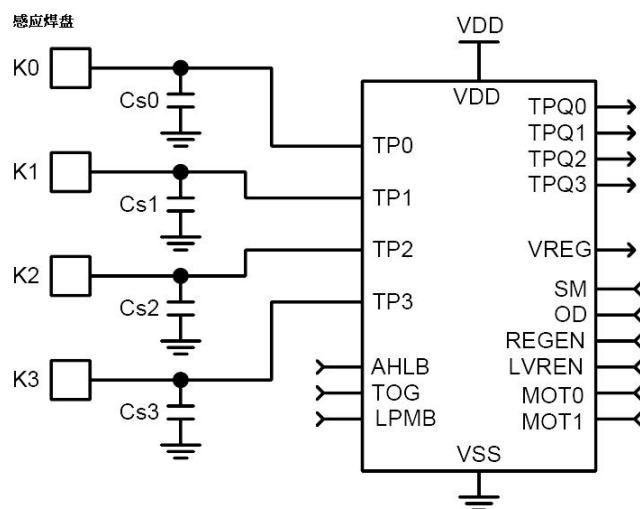 感应焊盘
VDD
K0
VDD
Cs0
TPQ0
TPQ1
TP0
TPQ2
K1
TPQ3
TP1
Cs1
TP2
VREG
K2
SM
TP3
Cs2
OD
REGEN
K3
AHLB
LVREN
TOG
MOT0
Cs3
LPMB
MOT1
VSS